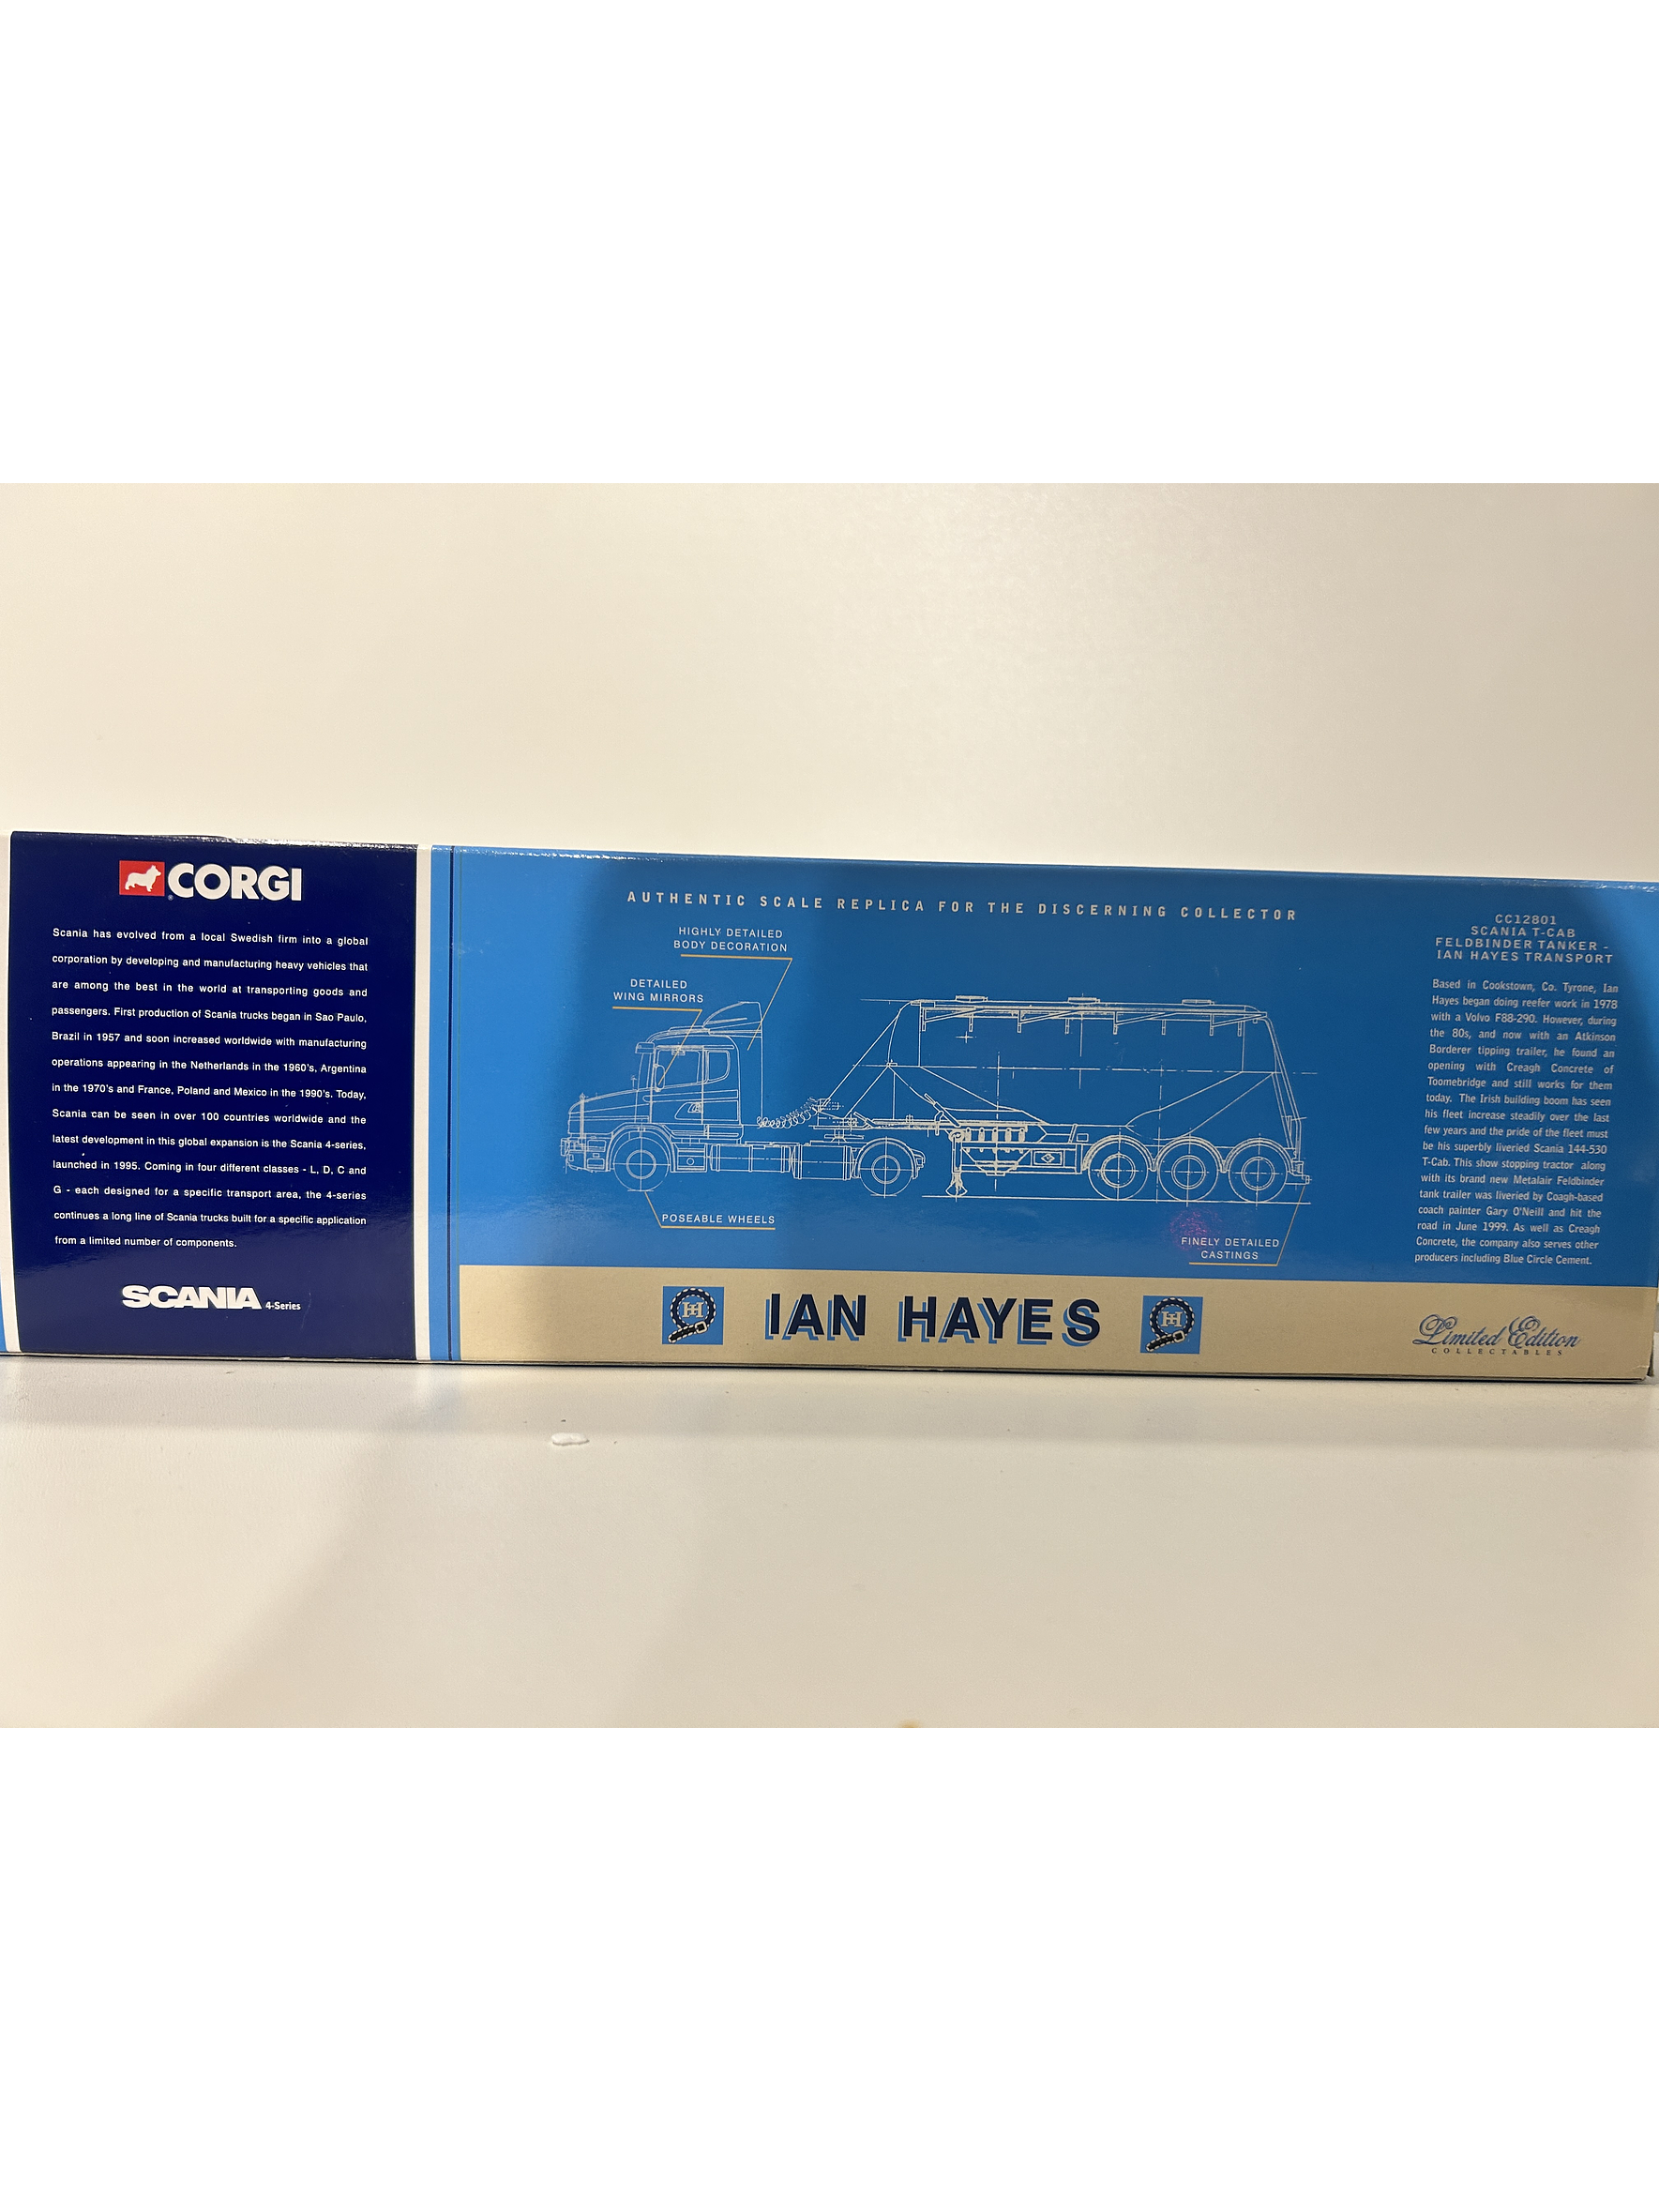 CORGI
Scania has evolved from a local Swedish firm into a global
corporation by developing and manufacturing heavy vehicles that
are among the best in the world at transporting goods and
passengers. First production of Scania trucks began in Sao Paulo,
Brazil in 1957 and soon increased worldwide with manufacturing
operations appearing in the Netherlands in the 1960's, Argentina
in the 1970's and France, Poland and Mexico in the 1990's. Today,
Scania can be seen in over 100 countries worldwide and the
latest development in this global expansion is the Scania 4-series,
launched in 1995. Coming in four different classes - L, D, C and
G - each designed for a specific transport area, the 4-series
continues a long line of Scania trucks built for a specific application
from a limited number of components.
SCANIA 4-Series
AUTHENTIC SCALE REPLICA FOR THE DISCERNING COLLECTOR
HIGHLY DETAILED
BODY DECORATION
DETAILED
WING MIRRORS
POSEABLE WHEELS
FINELY DETAILED
CASTINGS
CC12801
SCANIA T-CAB
FELDBINDER TANKER -
IAN HAYES TRANSPORT
Based in Cookstown, Co. Tyrone, Ian
Hayes began doing reefer work in 1978
with a Volvo F88-290. However, during
the 80s, and now with an Atkinson
Borderer tipping trailer, he found an
opening with Creagh Concrete of
Toomebridge and still works for them
today. The Irish building boom has seen
his fleet increase steadily over the last
few years and the pride of the fleet must
be his superbly liveried Scania 144-530
T-Cab. This show stopping tractor along
with its brand new Metalair Feldbinder
tank trailer was liveried by Coagh-based
coach painter Gary O'Neill and hit the
road in June 1999. As well as Creagh
Concrete, the company also serves other
producers including Blue Circle Cement.
H IAN HAYES H
Limited Edition
COLLECTABLES